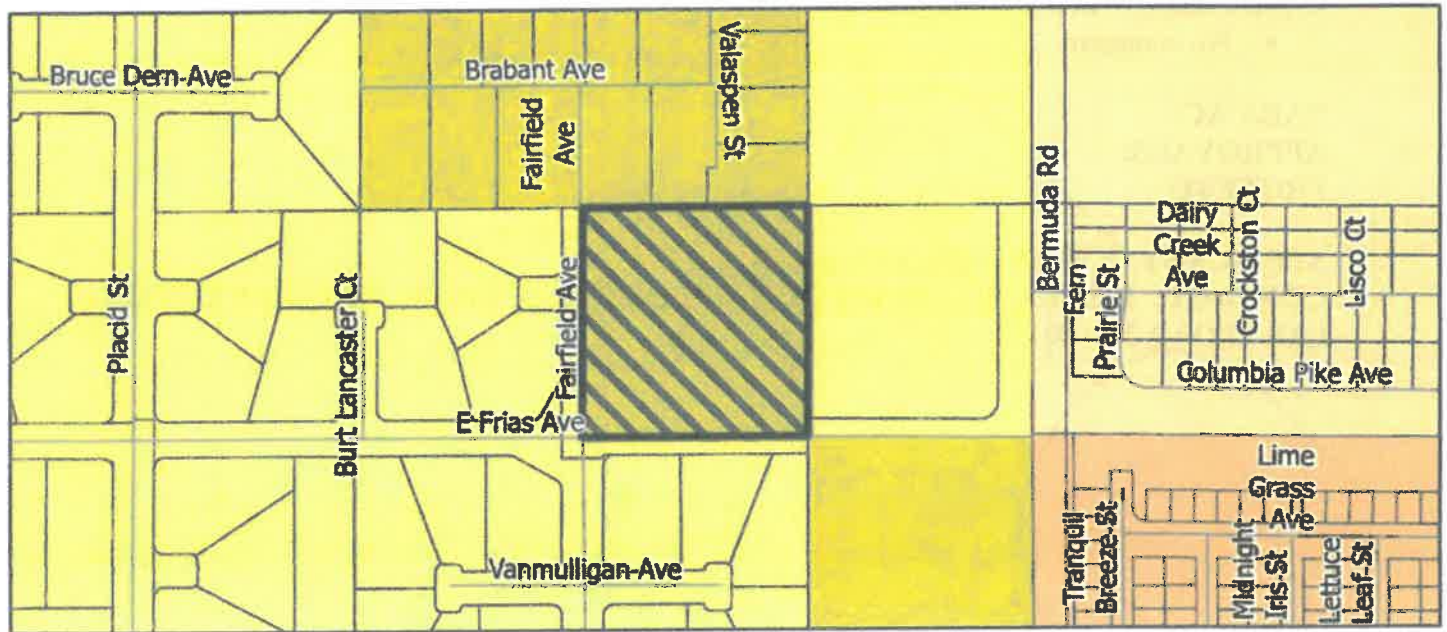 Bruce Dern-Ave
Brabant Ave
Valaspen St
Fairfield
Ave
Placid St
Burt Lancaster Ct
Fairfield Ave
E Frias Ave
Vanmulligan-Ave
Bermuda Rd
Fern
Prairie St
Dairy
Creek
Ave
Crockston Ct
Lisco Ct
Columbia Pike Ave
Lime
Grass
Ave
Tranquil
Breeze-St
Midnight
Iris-St
Lettuce
Leaf-St